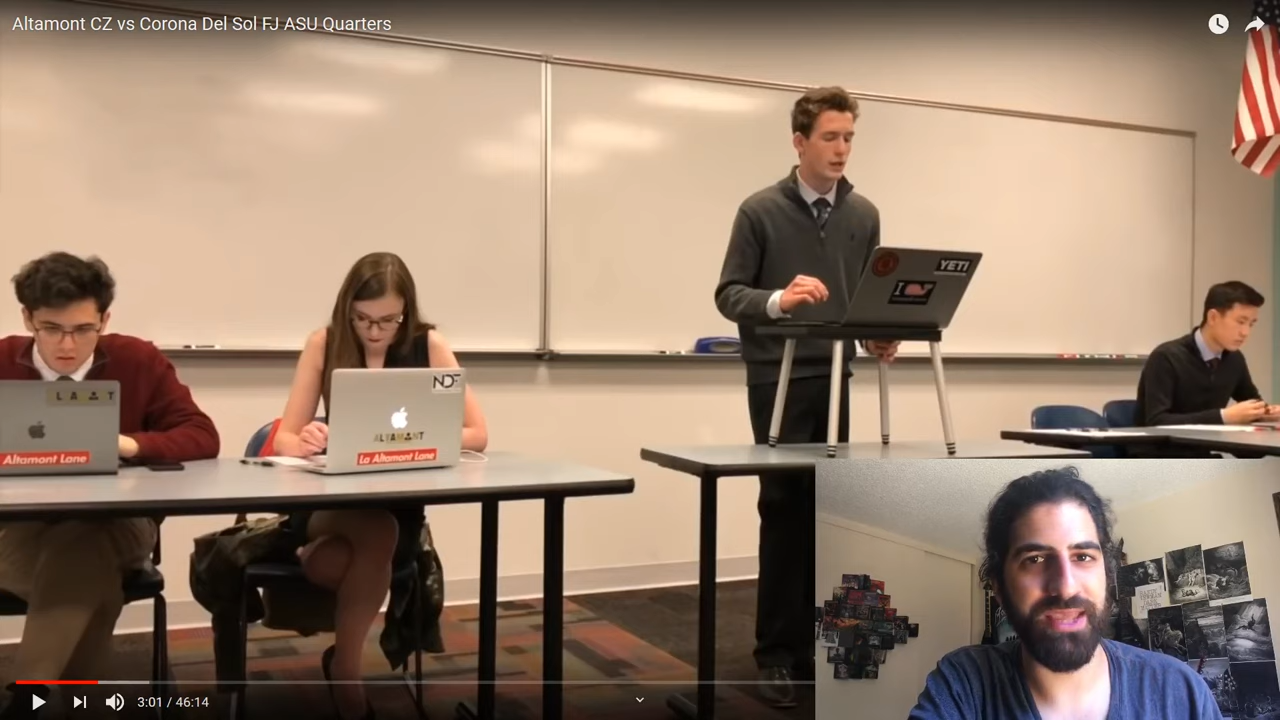 Altamont CZ vs Corona Del Sol FJ ASU Quarters
YETI
I
NDF
ALTAMONT
Altamont Lane
La Altamont Lane
3:01 / 46:14